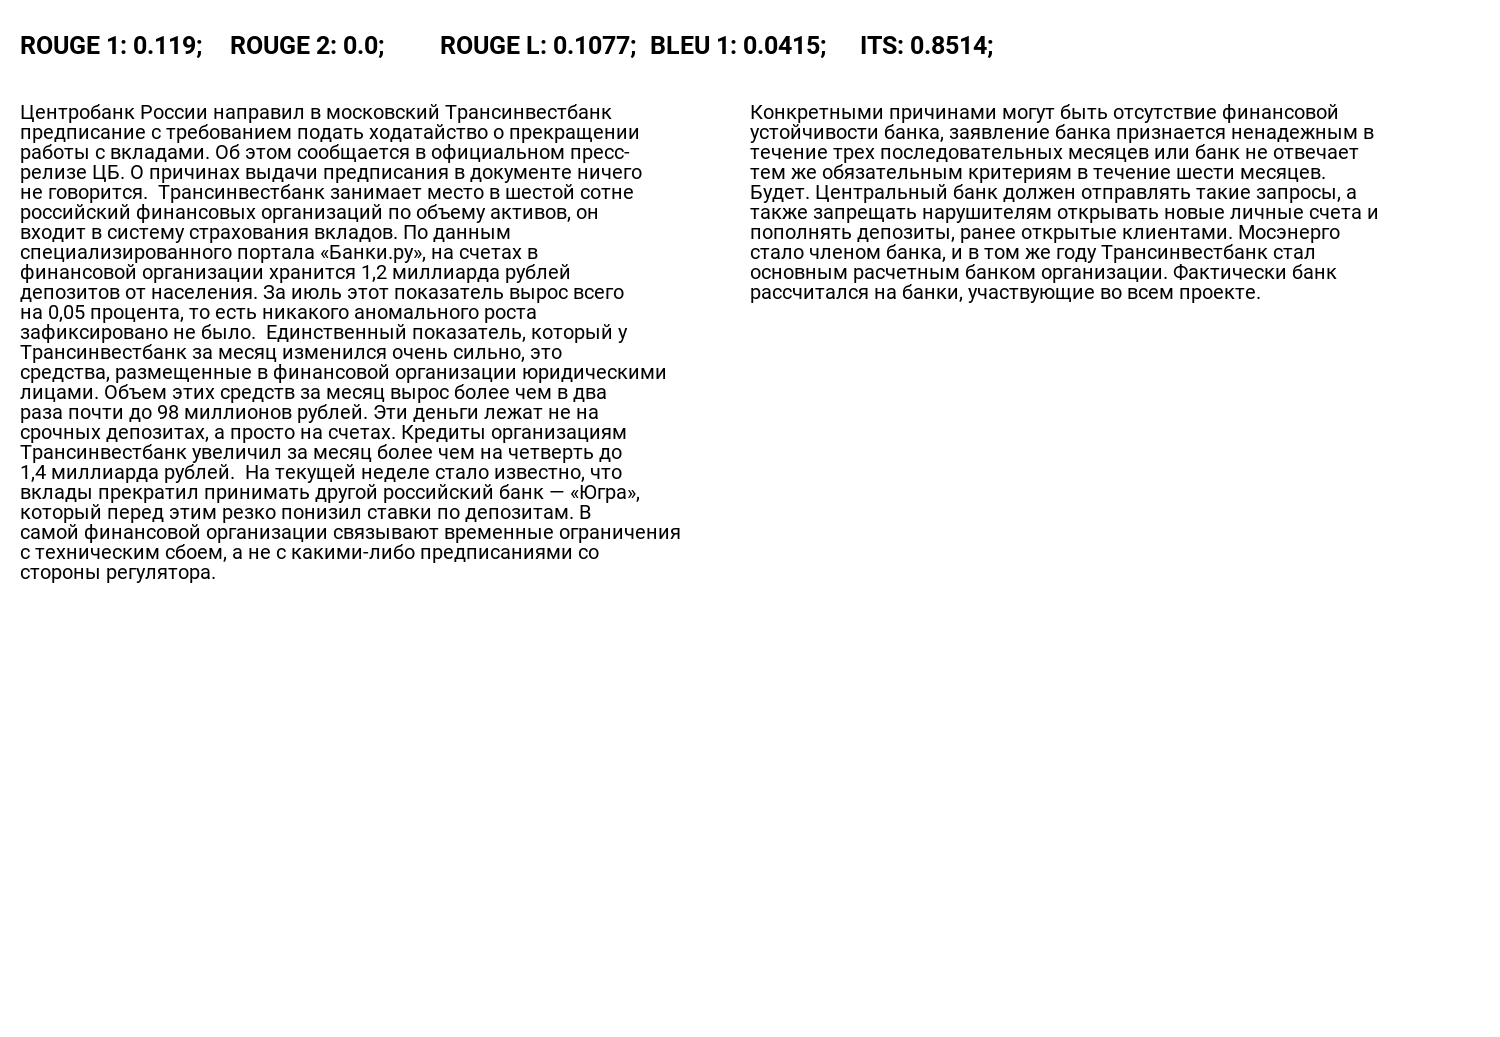 ROUGE 1: 0.119; ROUGE 2: 0.0; ROUGE L: 0.1077; BLEU 1: 0.0415; ITS: 0.8514;
Центробанк России направил в московский Трансинвестбанк
предписание с требованием подать ходатайство о прекращении
работы с вкладами. Об этом сообщается в официальном пресс-
релизе ЦБ. О причинах выдачи предписания в документе ничего
не говорится.  Трансинвестбанк занимает место в шестой сотне
российский финансовых организаций по объему активов, он
входит в систему страхования вкладов. По данным
специализированного портала «Банки.ру», на счетах в
финансовой организации хранится 1,2 миллиарда рублей
депозитов от населения. За июль этот показатель вырос всего
на 0,05 процента, то есть никакого аномального роста
зафиксировано не было.  Единственный показатель, который у
Трансинвестбанк за месяц изменился очень сильно, это
средства, размещенные в финансовой организации юридическими
лицами. Объем этих средств за месяц вырос более чем в два
раза почти до 98 миллионов рублей. Эти деньги лежат не на
срочных депозитах, а просто на счетах. Кредиты организациям
Трансинвестбанк увеличил за месяц более чем на четверть до
1,4 миллиарда рублей.  На текущей неделе стало известно, что
вклады прекратил принимать другой российский банк — «Югра»,
который перед этим резко понизил ставки по депозитам. В
самой финансовой организации связывают временные ограничения
с техническим сбоем, а не с какими-либо предписаниями со
стороны регулятора.
Конкретными причинами могут быть отсутствие финансовой
устойчивости банка, заявление банка признается ненадежным в
течение трех последовательных месяцев или банк не отвечает
тем же обязательным критериям в течение шести месяцев.
Будет. Центральный банк должен отправлять такие запросы, а
также запрещать нарушителям открывать новые личные счета и
пополнять депозиты, ранее открытые клиентами. Мосэнерго
стало членом банка, и в том же году Трансинвестбанк стал
основным расчетным банком организации. Фактически банк
рассчитался на банки, участвующие во всем проекте.